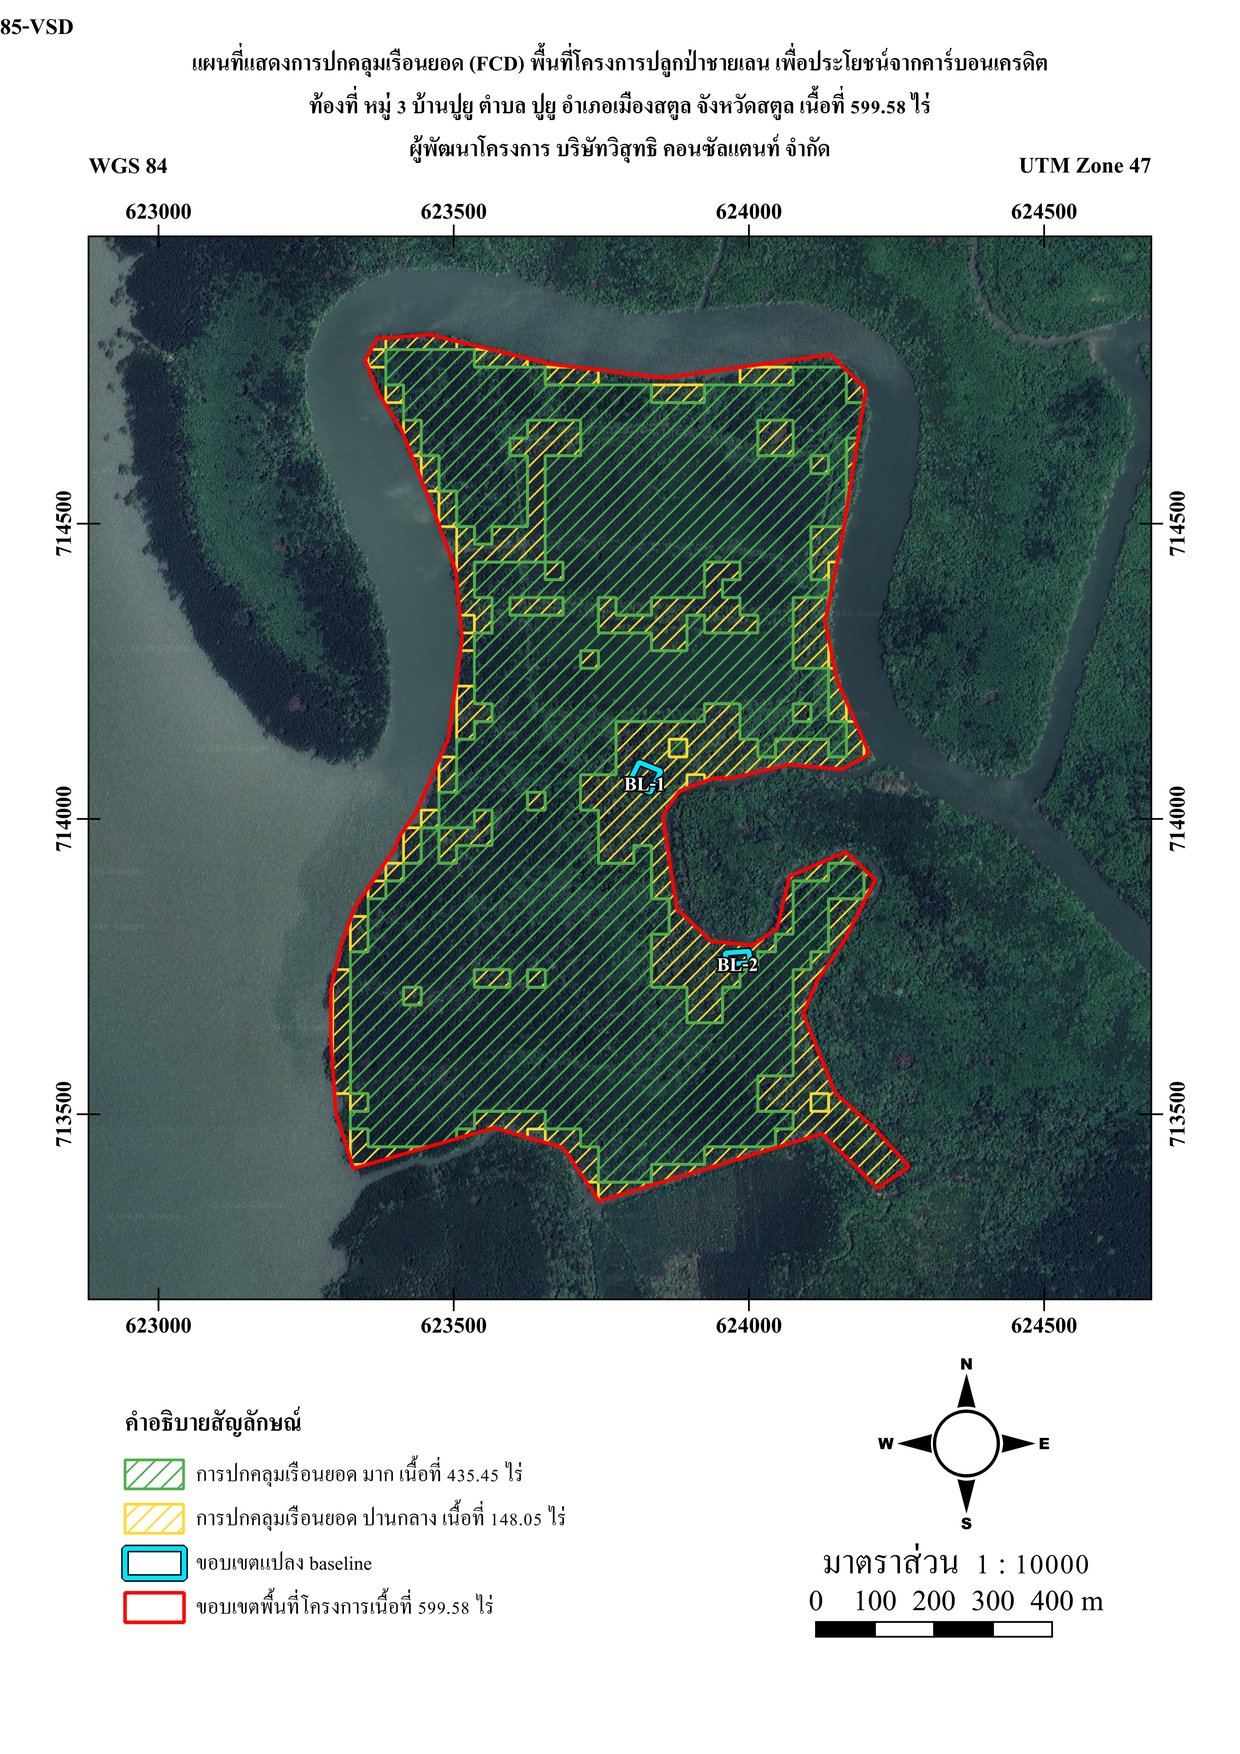 85-VSD
แผนที่แสดงการปกคลุมเรือนยอด (FCD) พื้นที่โครงการปลูกป่าชายเลน เพื่อประโยชน์จากคาร์บอนเครดิต
ท้องที่ หมู่ 3 บ้านปูยู ตำบล ปูยู อำเภอเมืองสตูล จังหวัดสตูล เนื้อที่ 599.58 ไร่
ผู้พัฒนาโครงการ บริษัทวิสุทธิ คอนซัลแตนท์ จำกัด
WGS 84 UTM Zone 47
623000 623500 624000 624500
714500 714500
BL-1
714000 714000
BL-2
713500 713500
623000 623500 624000 624500
N
W E
S
คำอธิบายสัญลักษณ์
การปกคลุมเรือนยอด มาก เนื้อที่ 435.45 ไร่
การปกคลุมเรือนยอด ปานกลาง เนื้อที่ 148.05 ไร่
ขอบเขตแปลง baseline
ขอบเขตพื้นที่โครงการเนื้อที่ 599.58 ไร่
มาตราส่วน 1 : 10000
0 100 200 300 400 m